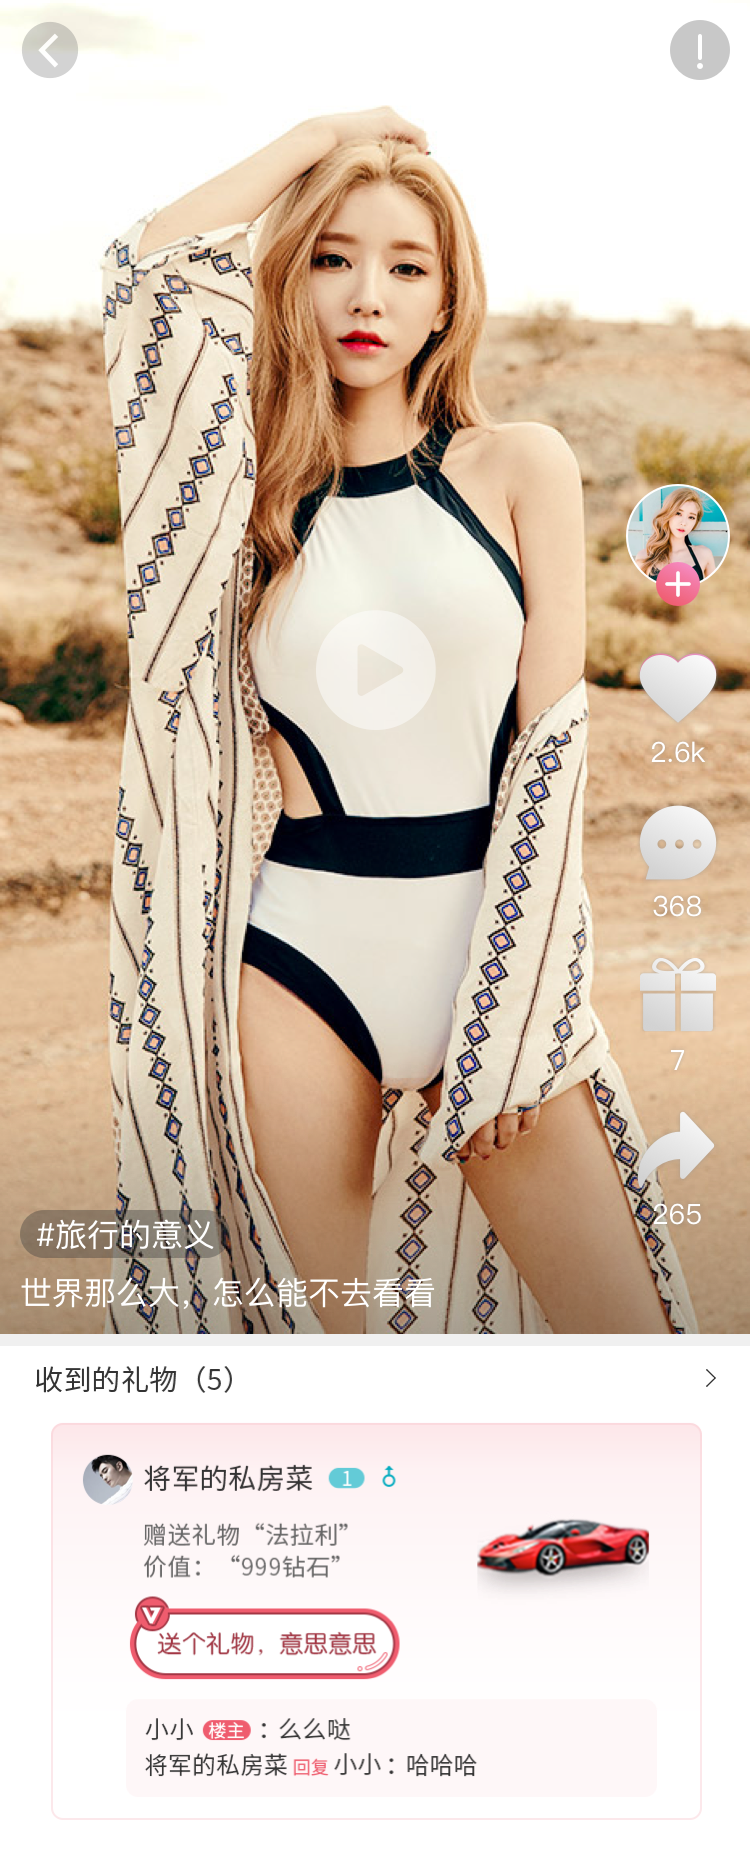 2.6k
368
7
265
#旅行的意义
世界那么大，怎么能不去看看
收到的礼物（5）
将军的私房菜 1
赠送礼物“法拉利”
价值：“999钻石”
送个礼物，意思意思
小小 楼主：么么哒
将军的私房菜 回复 小小：哈哈哈